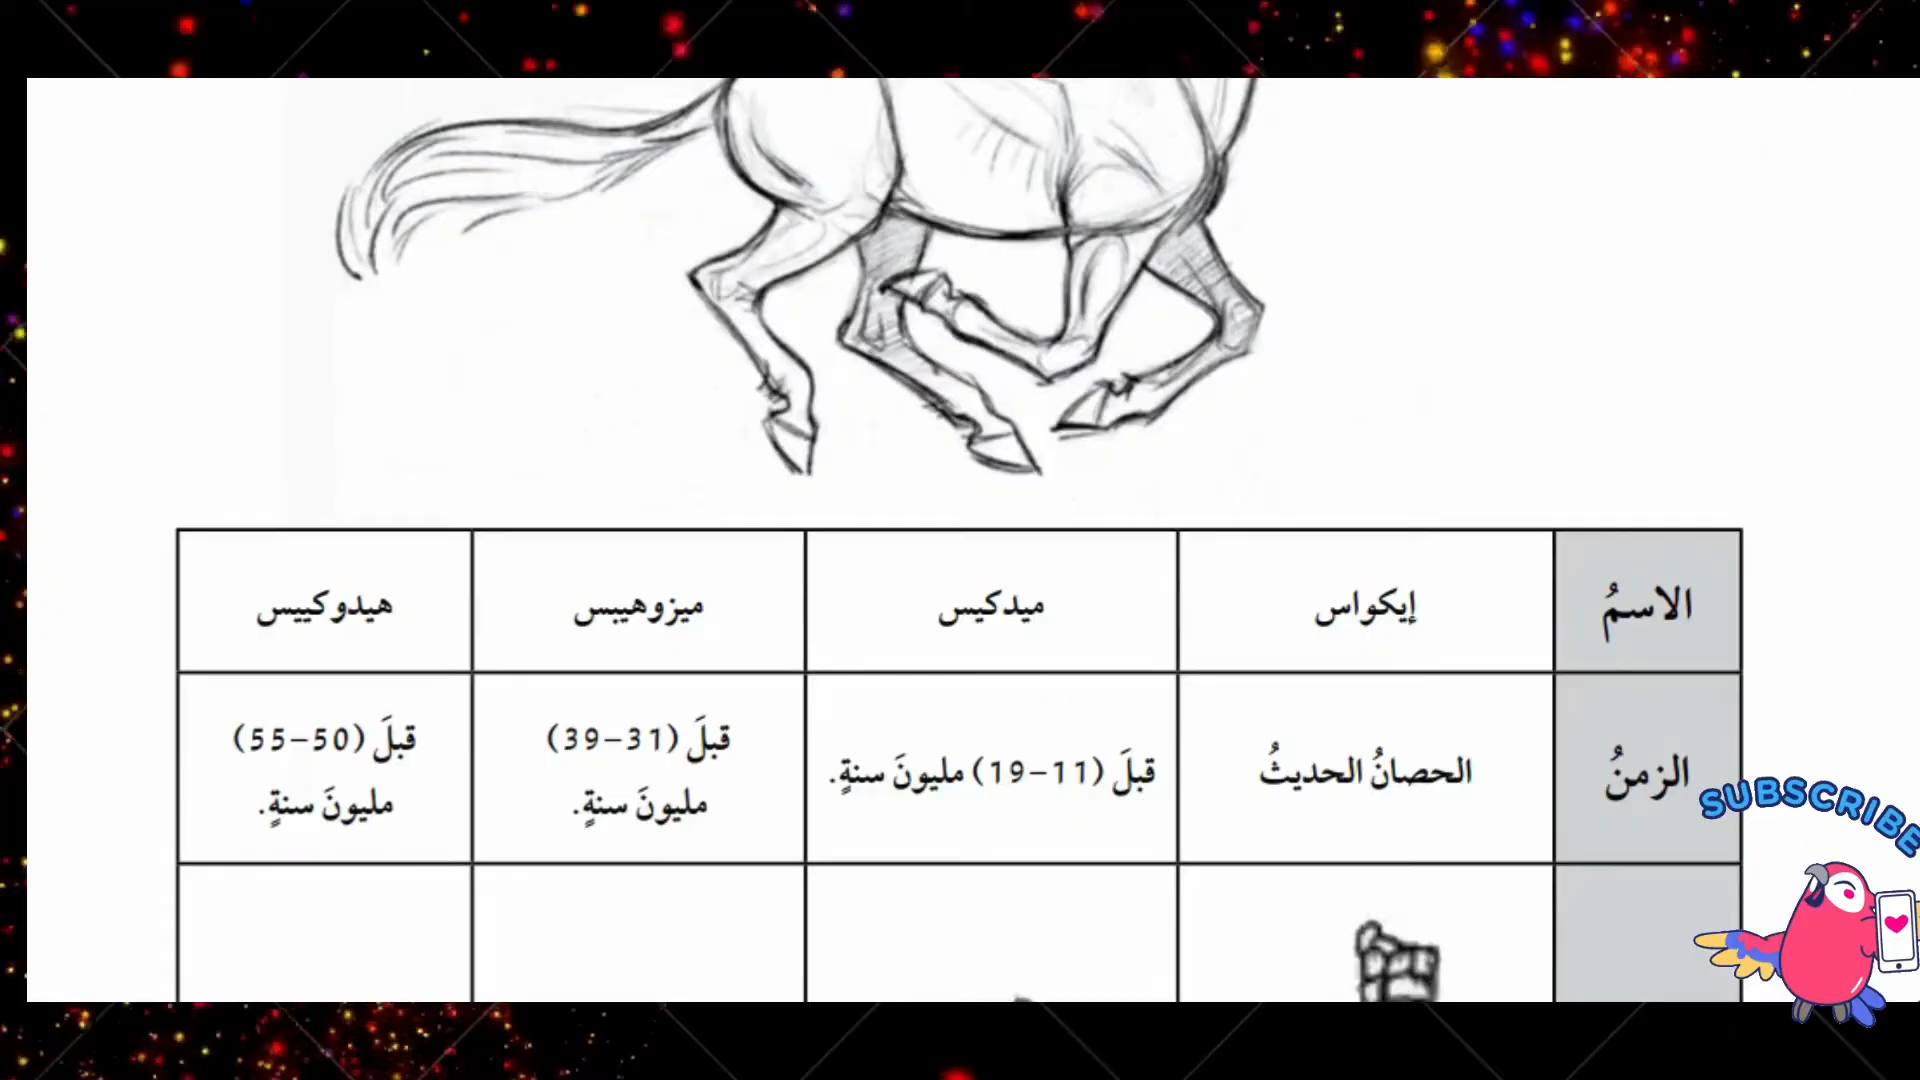 الاسمُ
إيكواس
ميدكيس
ميزوهيبس
هيدوكييس
الزمنُ
الحصانُ الحديثُ
قبلَ (11-19) مليونَ سنةٍ.
قبلَ (31-39)
مليونَ سنةٍ.
قبلَ (50-55)
مليونَ سنةٍ.
SUBSCRIBE